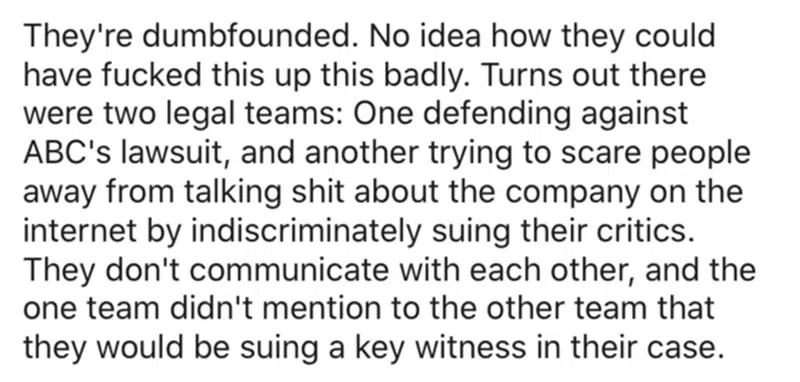 They're dumbfounded. No idea how they could
have fucked this up this badly. Turns out there
were two legal teams: One defending against
ABC's lawsuit, and another trying to scare people
away from talking shit about the company on the
internet by indiscriminately suing their critics.
They don't communicate with each other, and the
one team didn't mention to the other team that
they would be suing a key witness in their case.